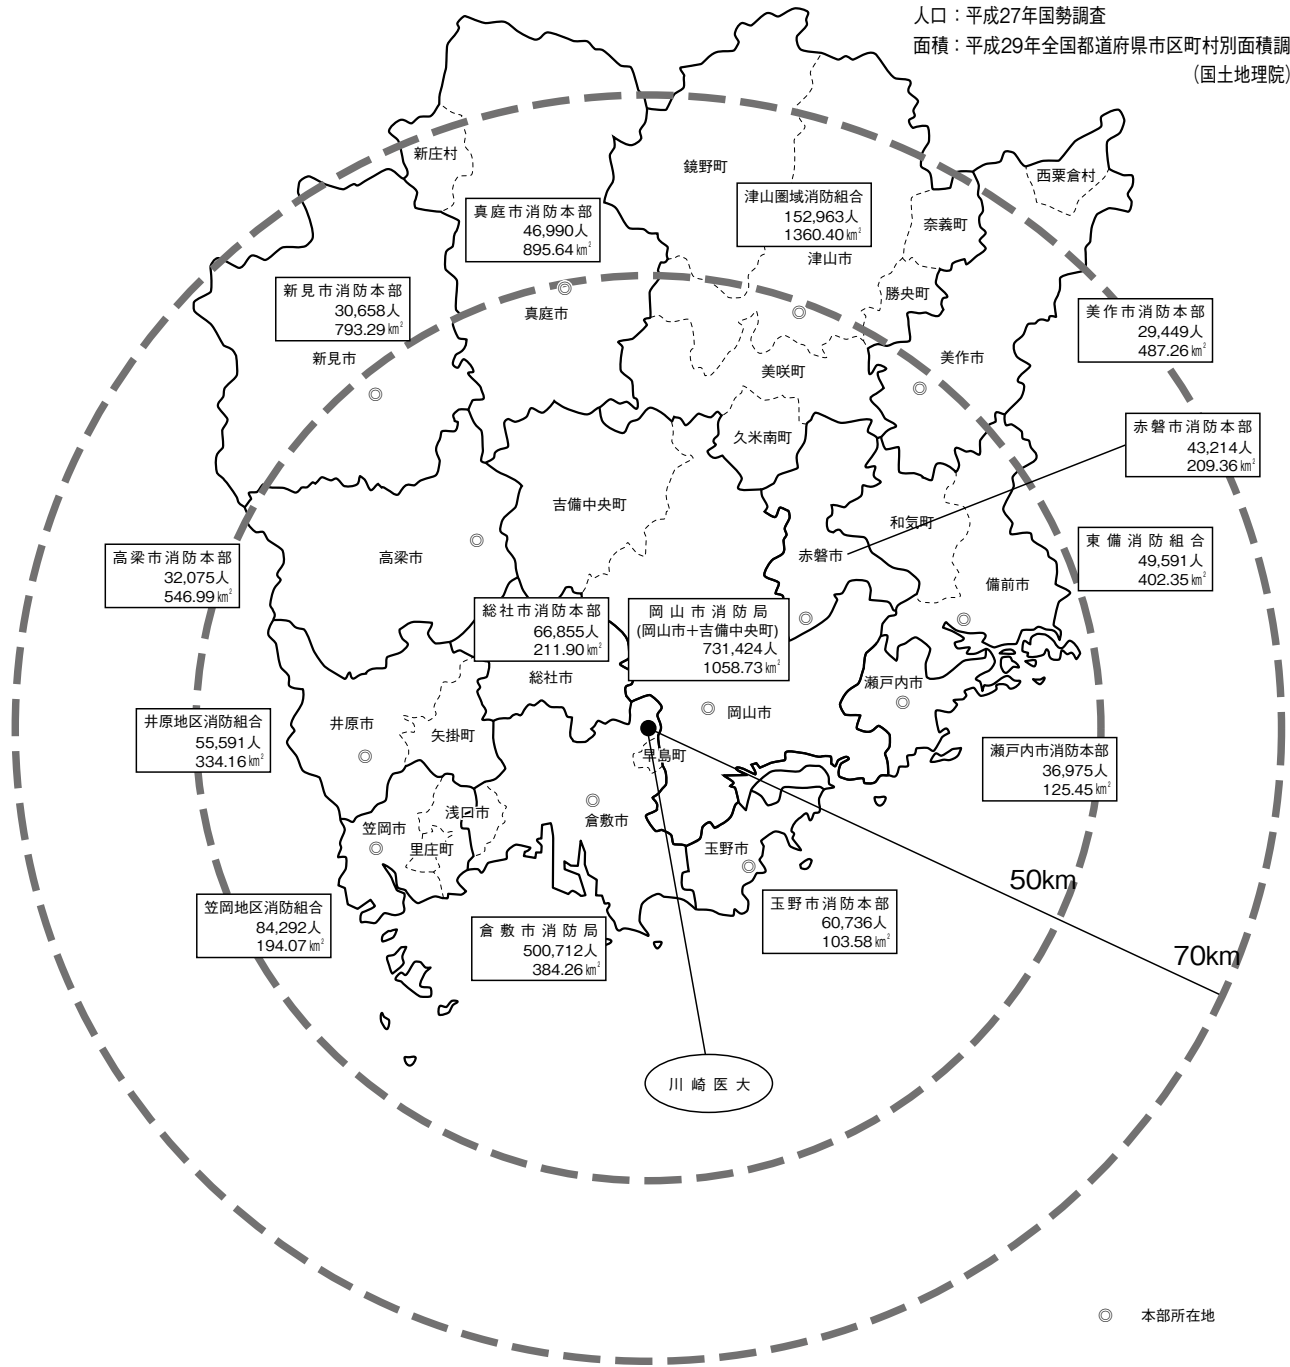 人口：平成27年国勢調査
面積：平成29年全国都道府県市区町村別面積調
（国土地理院）
新庄村
鏡野町
西粟倉村
津山圏域消防組合
152,963人
1360.40㎢
真庭市消防本部
46,990人
895.64㎢
奈義町
津山市
新見市消防本部
30,658人
793.29㎢
勝央町
真庭市
美作市消防本部
29,449人
487.26㎢
新見市
美作市
美咲町
赤磐市消防本部
43,214人
209.36㎢
久米南町
吉備中央町
和気町
東備消防組合
49,591人
402.35㎢
高梁市消防本部
32,075人
546.99㎢
高梁市
赤磐市
備前市
総社市消防本部
66,855人
211.90㎢
岡山市消防局
(岡山市＋吉備中央町)
731,424人
1058.73㎢
総社市
瀬戸内市
井原地区消防組合
55,591人
334.16㎢
井原市
矢掛町
岡山市
早島町
瀬戸内市消防本部
36,975人
125.45㎢
浅口市
笠岡市
倉敷市
里庄町
玉野市
50km
笠岡地区消防組合
84,292人
194.07㎢
倉敷市消防局
500,712人
384.26㎢
玉野市消防本部
60,736人
103.58㎢
70km
川崎医大
◎ 本部所在地